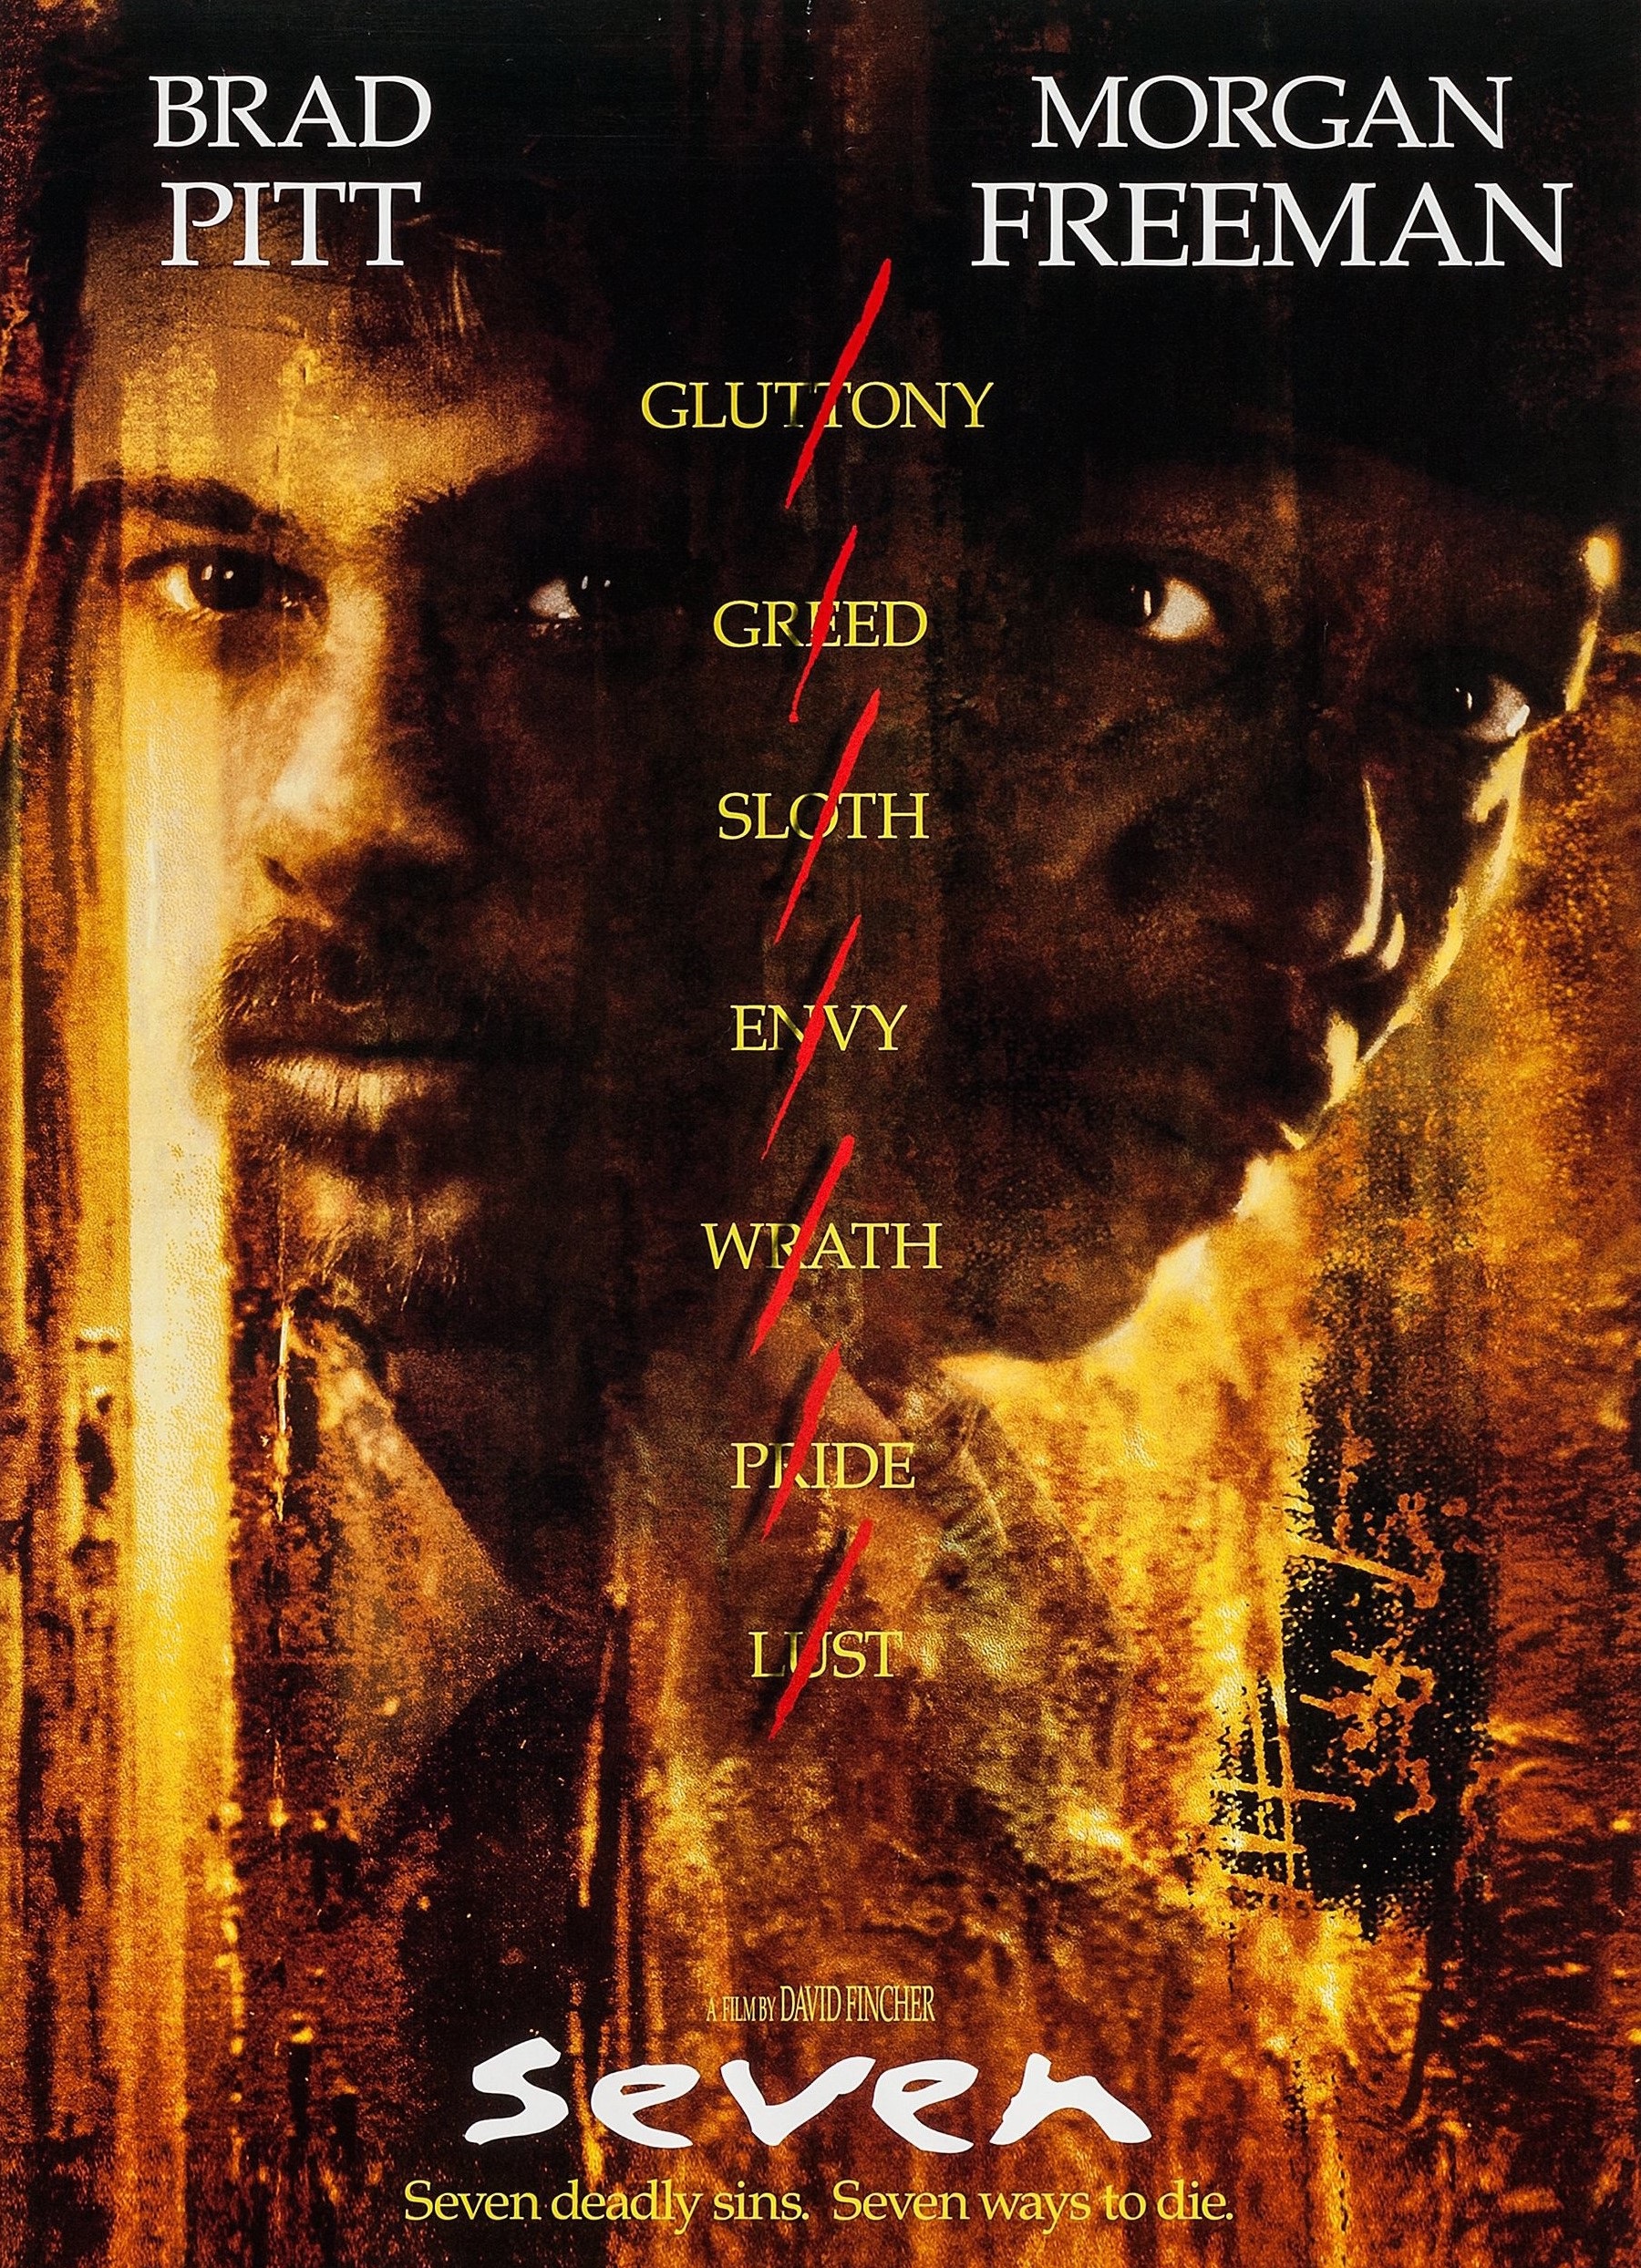 BRAD
PITT
MORGAN
FREEMAN
GLUTTONY
GREED
SLOTH
ENVY
WRATH
PRIDE
LUST
A FILM BY DAVID FINCHER
seven
Seven deadly sins. Seven ways to die.